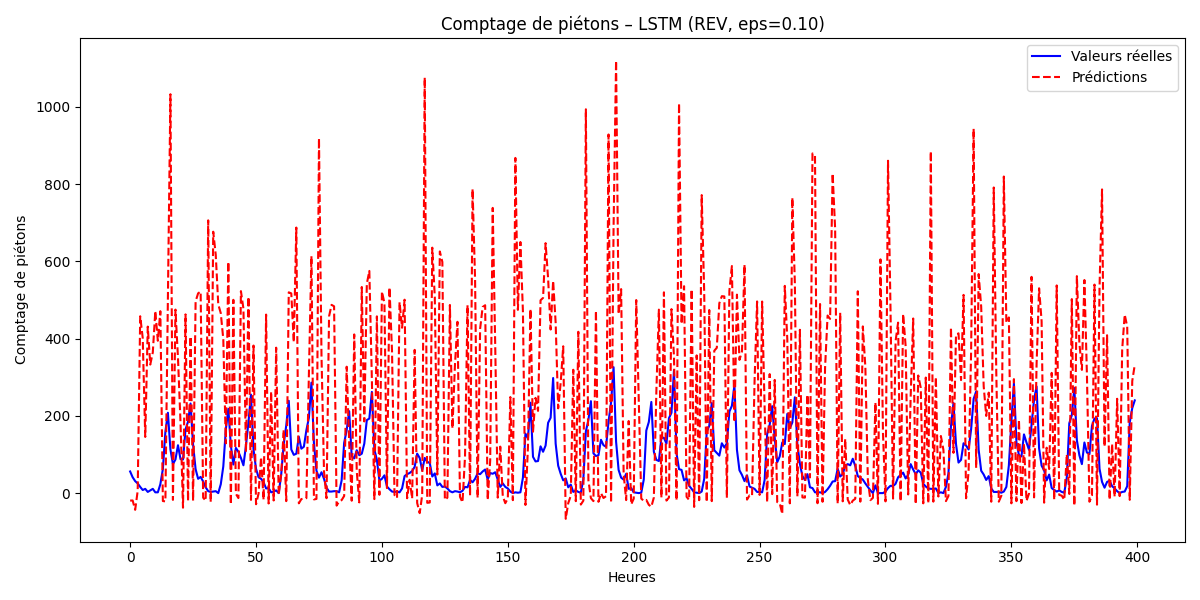 Comptage de piétons – LSTM (REV, eps=0.10)
Valeurs réelles
Prédictions
Comptage de piétons
1000
800
600
400
200
0
0 50 100 150 200 250 300 350 400
Heures